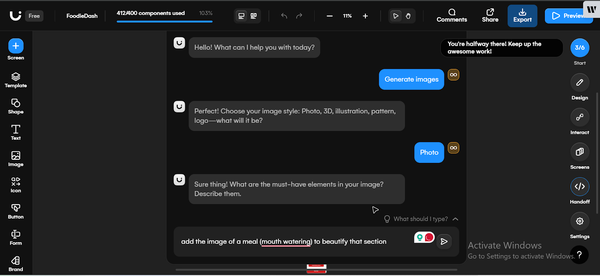 Free
FoodieDash
412/400 components used
103%
11%
Comments
Share
Export
Preview
W
Hello! What can I help you with today?
You're halfway there! Keep up the
awesome work!
3/6
Start
Generate images
Perfect! Choose your image style: Photo, 3D, illustration, pattern,
logo—what will it be?
Photo
Sure thing! What are the must-have elements in your image?
Describe them.
What should I type?
add the image of a meal (mouth watering) to beautify that section
Screen
Template
Shape
Text
Image
Icon
Button
Form
Brand
Design
Interact
Screens
Handoff
Settings
?
Activate Windows
Go to Settings to activate Windows.